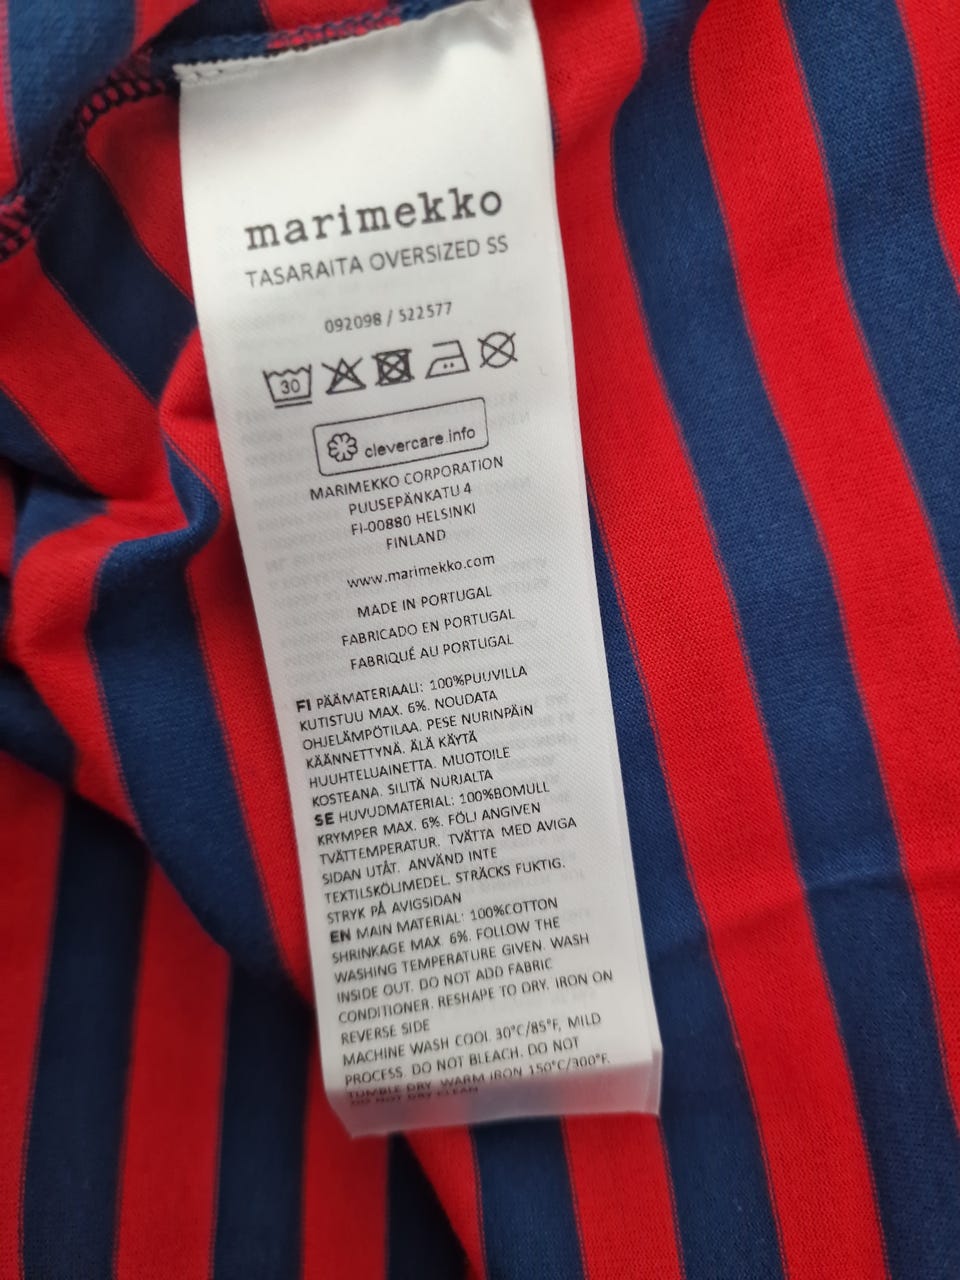 marimekko
TASARAITA OVERSIZED SS
092098 / 522577
30
clevercare.info
MARIMEKKO CORPORATION
PUUSEPÄNKATU 4
FI-00880 HELSINKI
FINLAND
www.marimekko.com
MADE IN PORTUGAL
FABRICADO EN PORTUGAL
FABRIQUÉ AU PORTUGAL
FI PÄÄMATERIAALI: 100%PUUVILLA
KUTISTUU MAX. 6%. NOUDATA
OHJELÄMPÖTILAA. PESE NURINPÄIN
KÄÄNNETTYNÄ. ÄLÄ KÄYTÄ
HUUHTELUAINETTA. MUOTOILE
KOSTEANA. SILITÄ NURJALTA
SE HUVUDMATERIAL: 100%BOMULL
KRYMPER MAX. 6%. FÖLJ ANGIVEN
TVÄTTEMPERATUR. TVÄTTA MED AVIGA
SIDAN UTÅT. ANVÄND INTE
TEXTILSKÖLJMEDEL. STRÄCKS FUKTIG.
STRYK PÅ AVIGSIDAN
EN MAIN MATERIAL: 100%COTTON
SHRINKAGE MAX. 6%. FOLLOW THE
WASHING TEMPERATURE GIVEN. WASH
INSIDE OUT. DO NOT ADD FABRIC
CONDITIONER. RESHAPE TO DRY. IRON ON
REVERSE SIDE
MACHINE WASH COOL 30°C/85°F, MILD
PROCESS. DO NOT BLEACH. DO NOT
TUMBLE DRY. WARM IRON 150°C/300°F.
DO NOT DRY CLEAN